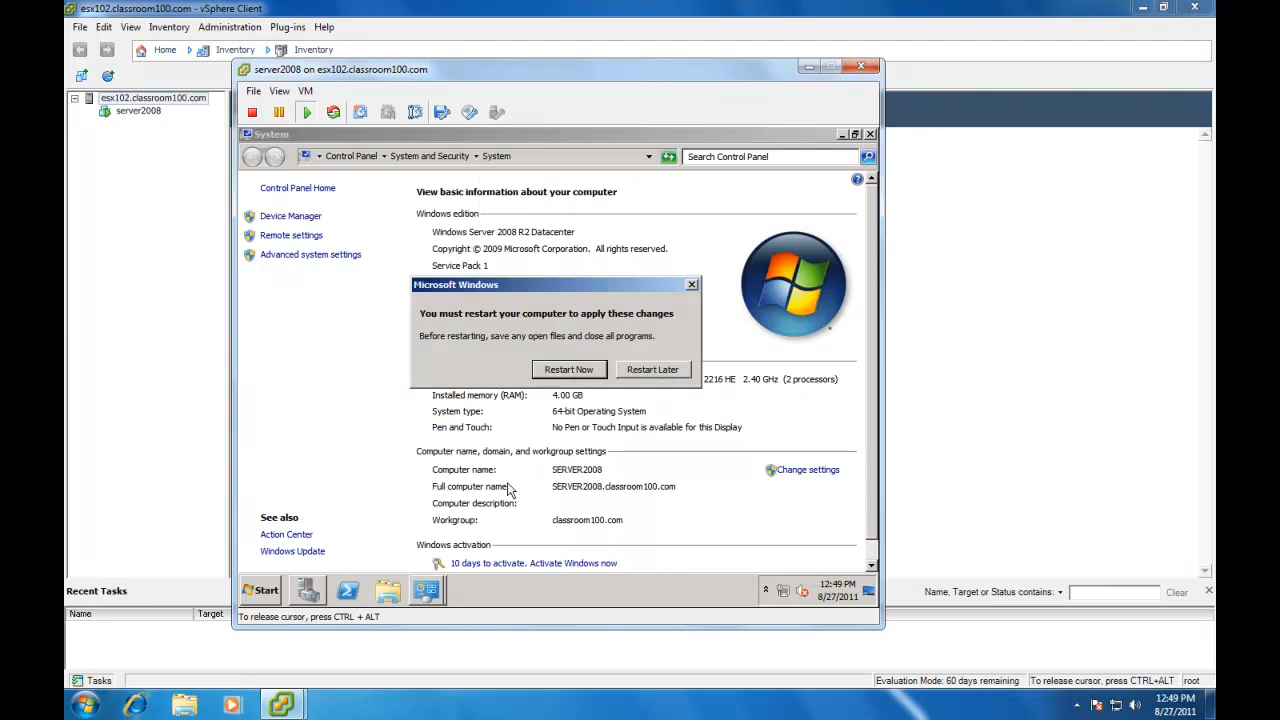 esx102.classroom100.com - vSphere Client
File Edit View Inventory Administration Plug-ins Help
Home Inventory Inventory
esx102.classroom100.com
server2008
server2008 on esx102.classroom100.com
File View VM
System
Control Panel System and Security System
Search Control Panel
Control Panel Home
Device Manager
Remote settings
Advanced system settings
See also
Action Center
Windows Update
View basic information about your computer
Windows edition
Windows Server 2008 R2 Datacenter
Copyright © 2009 Microsoft Corporation. All rights reserved.
Service Pack 1
Microsoft Windows
You must restart your computer to apply these changes
Before restarting, save any open files and close all programs.
Restart Now Restart Later
2216 HE 2.40 GHz (2 processors)
Installed memory (RAM): 4.00 GB
System type: 64-bit Operating System
Pen and Touch: No Pen or Touch Input is available for this Display
Computer name, domain, and workgroup settings
Computer name: SERVER2008
Change settings
Full computer name: SERVER2008.classroom100.com
Computer description:
Workgroup: classroom100.com
Windows activation
10 days to activate. Activate Windows now
Start
12:49 PM
8/27/2011
To release cursor, press CTRL + ALT
Recent Tasks
Name, Target or Status contains: Clear
Name Target
Tasks
Evaluation Mode: 60 days remaining To release cursor, press CTRL+ALT root
12:49 PM
8/27/2011